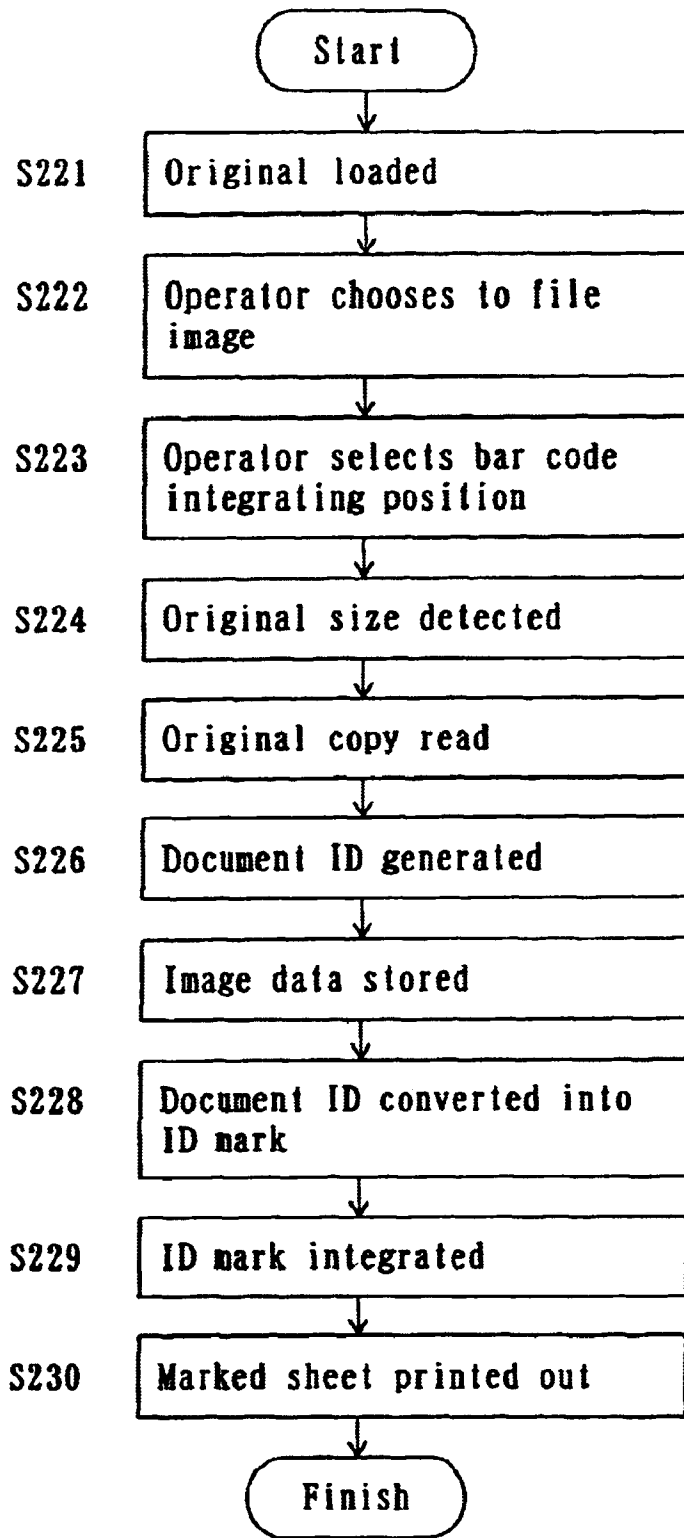 Start
S221 Original loaded
S222 Operator chooses to file
image
S223 Operator selects bar code
integrating position
S224 Original size detected
S225 Original copy read
S226 Document ID generated
S227 Image data stored
S228 Document ID converted into
ID mark
S229 ID mark integrated
S230 Marked sheet printed out
Finish